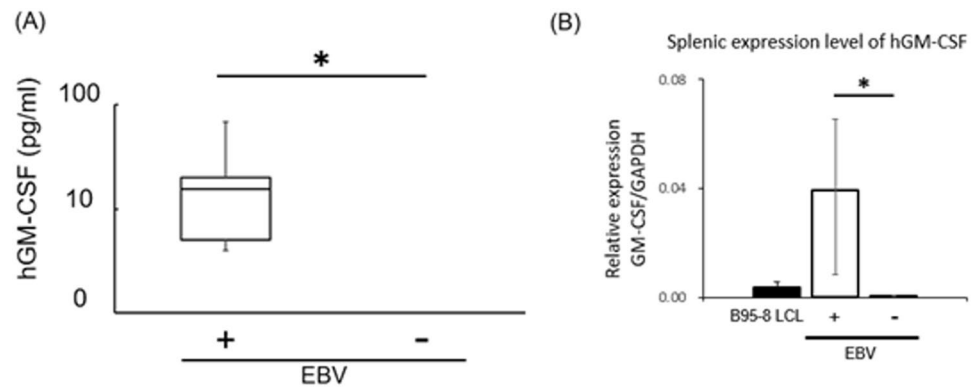 (A)
*
hGM-CSF (pg/ml)
100
10
0
+ -
EBV
(B)
Splenic expression level of hGM-CSF
*
Relative expression
GM-CSF/GAPDH
0.08
0.04
0.00
B95-8 LCL + -
EBV